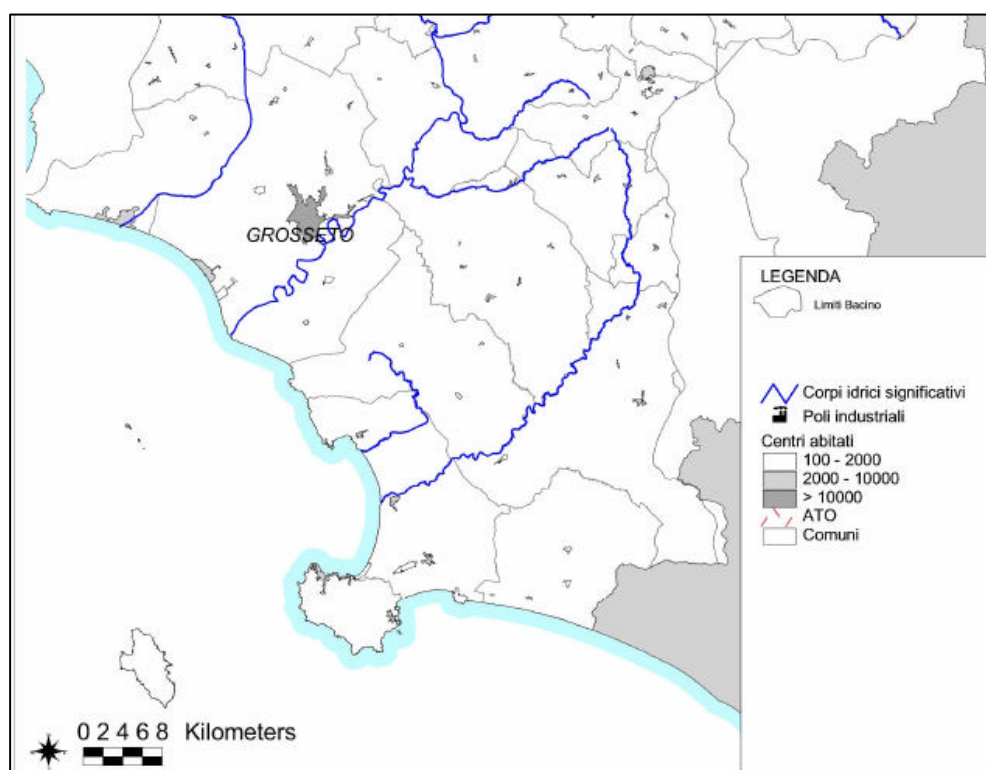 GROSSETO
LEGENDA
Limiti Bacino
Corpi idrici significativi
Poli industriali
Centri abitati
100 - 2000
2000 - 10000
> 10000
ATO
Comuni
0 2 4 6 8 Kilometers